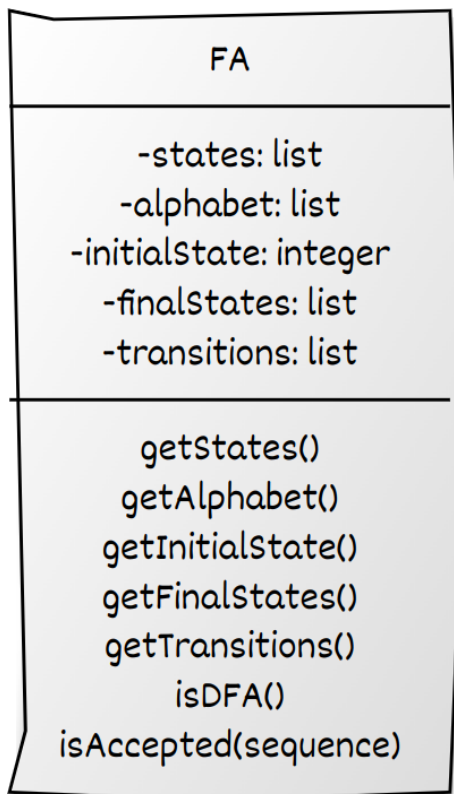 FA
-states: list
-alphabet: list
-initialState: integer
-finalStates: list
-transitions: list
getStates()
getAlphabet()
getInitialState()
getFinalStates()
getTransitions()
isDFA()
isAccepted(sequence)